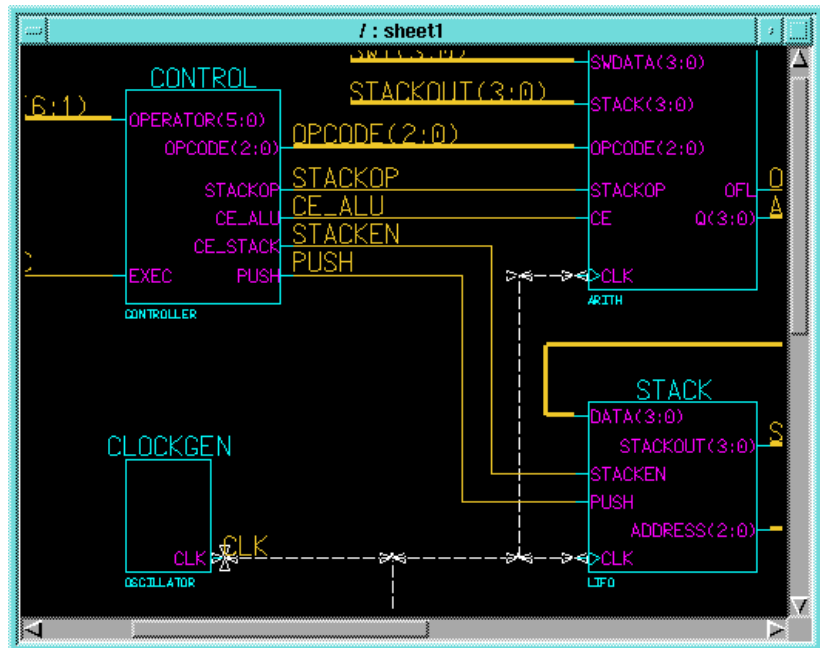 / : sheet1
SWDATA(3:0)
CONTROL
STACKOUT(3:0)
STACK(3:0)
(6:1)
OPERATOR(5:0)
OPCODE(2:0)
OPCODE(2:0)
OPCODE(2:0)
STACKOP
STACKOP
STACKOP
OFL
CE_ALU
CE_ALU
CE
Q(3:0)
CE_STACK
STACKEN
EXEC
PUSH
PUSH
CLK
CONTROLLER
ARITH
STACK
DATA(3:0)
STACKOUT(3:0)
CLOCKGEN
STACKEN
PUSH
ADDRESS(2:0)
CLK
CLK
CLK
OSCILLATOR
LIFO